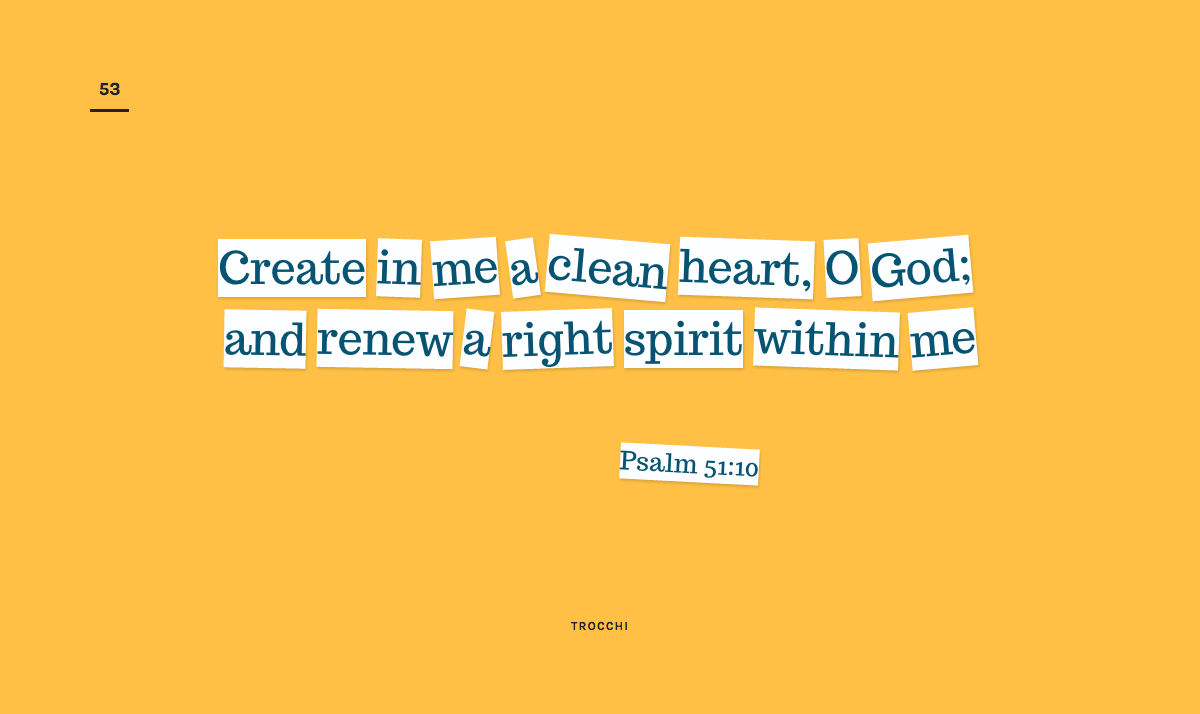 53
Create in me a clean heart, O God;
and renew a right spirit within me
Psalm 51:10
TROCCHI